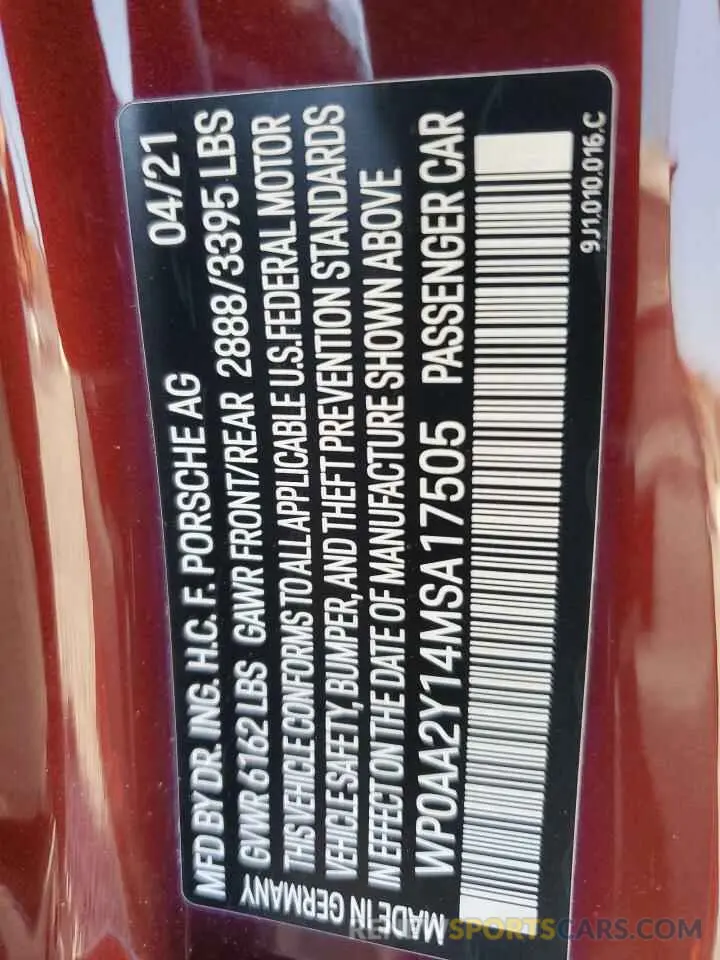 MFD BY DR. ING. H.C. F. PORSCHE AG 04/21
GVWR 6162 LBS GAWR FRONT/REAR 2888/3395 LBS
THIS VEHICLE CONFORMS TO ALL APPLICABLE U.S. FEDERAL MOTOR
VEHICLE SAFETY, BUMPER, AND THEFT PREVENTION STANDARDS
IN EFFECT ON THE DATE OF MANUFACTURE SHOWN ABOVE
WP0AA2Y14MSA17505 PASSENGER CAR
MADE IN GERMANY
9J1.010.016.C
SPORTSCARS.COM